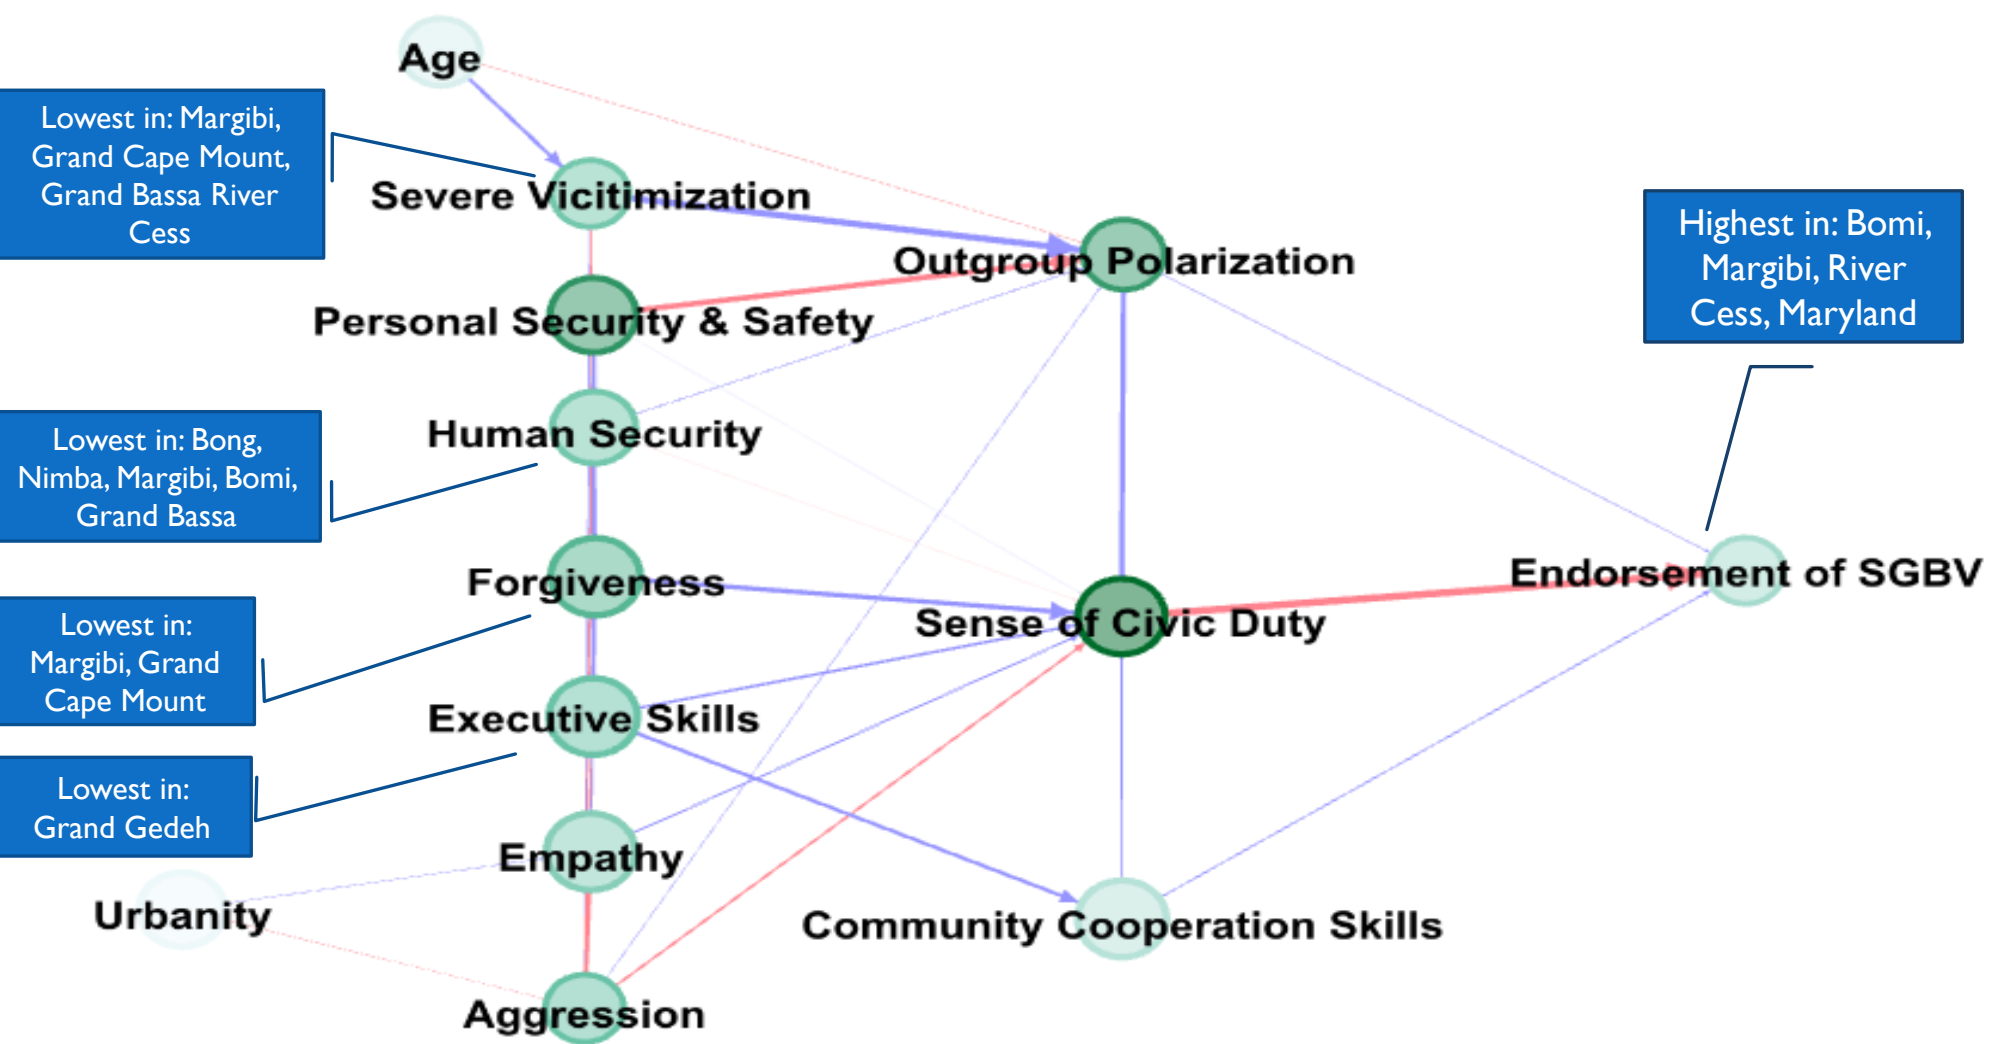 Age
Lowest in: Margibi,
Grand Cape Mount,
Grand Bassa River
Cess
Severe Vicitimization
Highest in: Bomi,
Margibi, River
Cess, Maryland
Outgroup Polarization
Personal Security & Safety
Lowest in: Bong,
Nimba, Margibi, Bomi,
Grand Bassa
Human Security
Forgiveness
Endorsement of SGBV
Sense of Civic Duty
Lowest in:
Margibi, Grand
Cape Mount
Executive Skills
Lowest in:
Grand Gedeh
Empathy
Urbanity
Community Cooperation Skills
Aggression